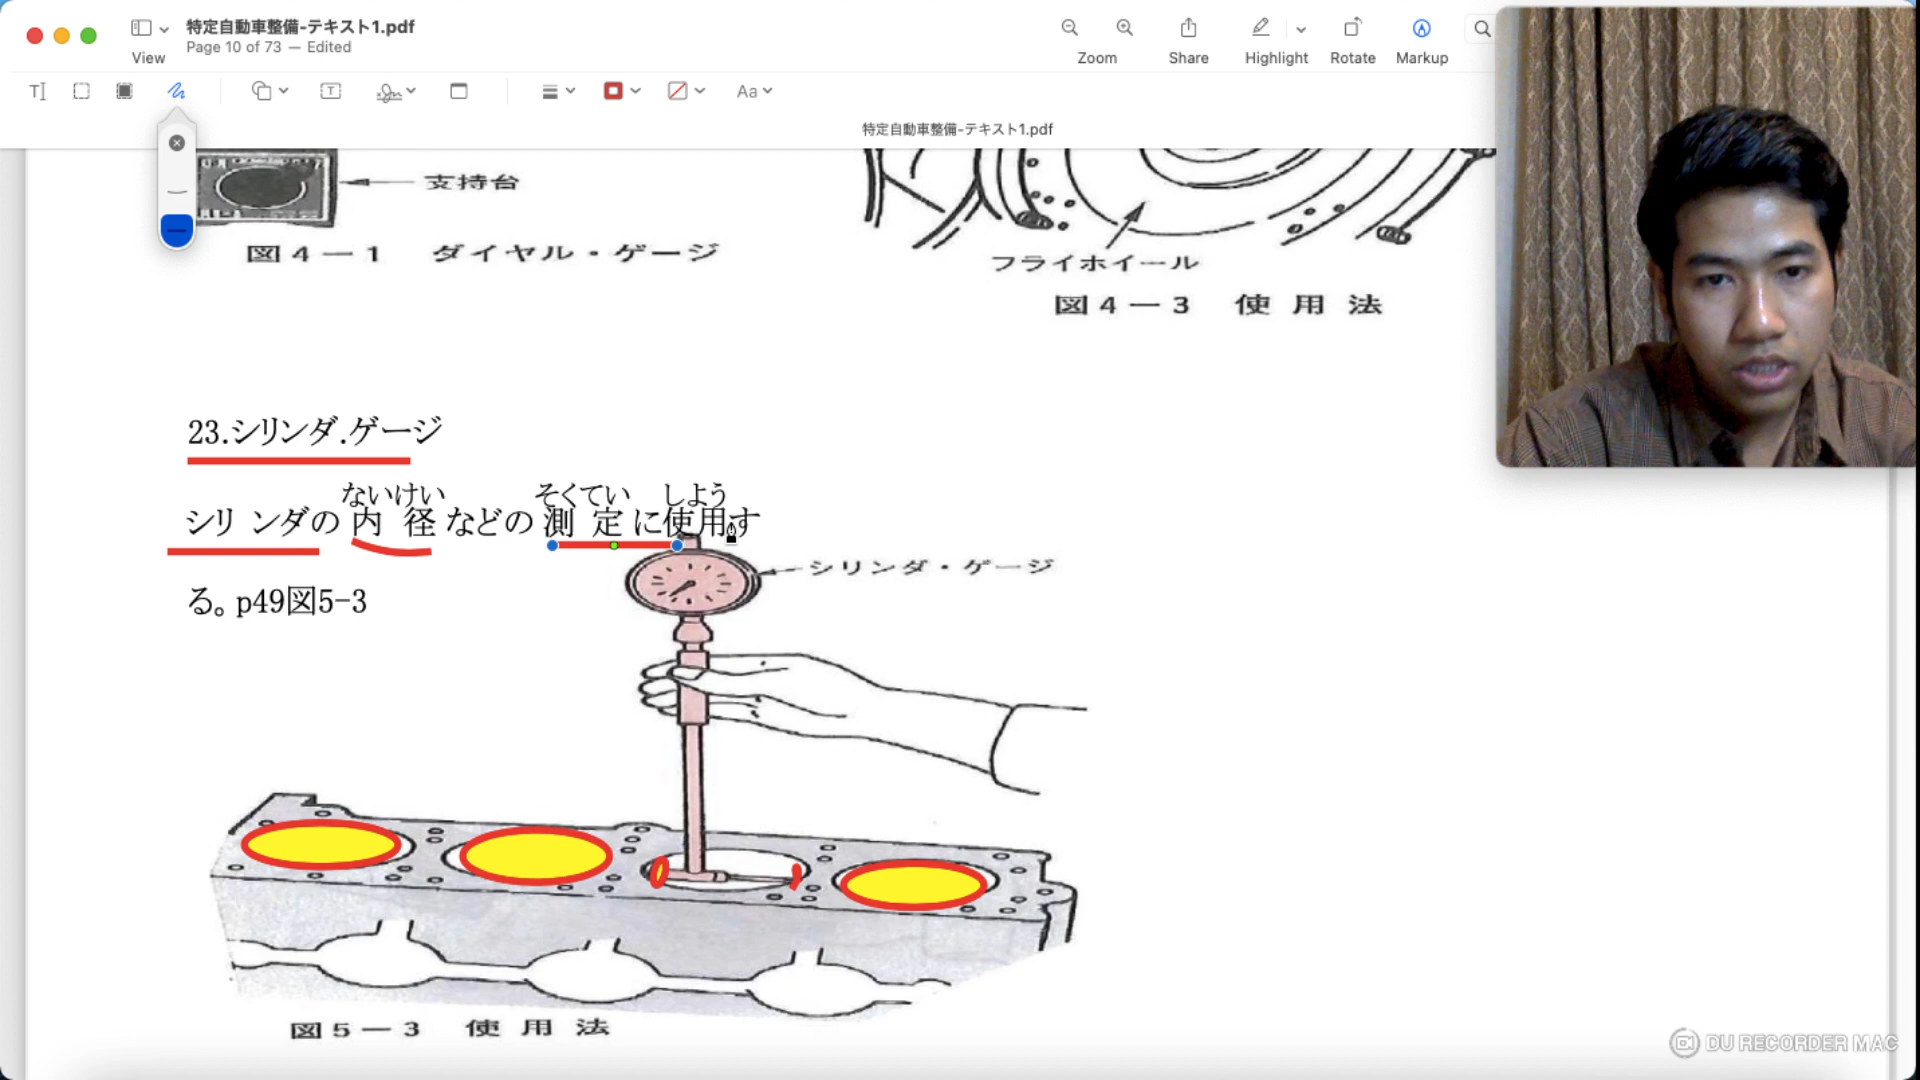 特定自動車整備-テキスト1.pdf
Page 10 of 73 — Edited
View
Zoom
Share
Highlight
Rotate
Markup
Aa
特定自動車整備-テキスト1.pdf
支持台
図4－1 ダイヤル・ゲージ
フライホイール
図4－3 使用法
23.シリンダ.ゲージ
ないけい そくてい しよう
シリンダの内径などの測定に使用す
る。p49図5-3
シリンダ・ゲージ
図5－3 使用法
DU RECORDER MAC